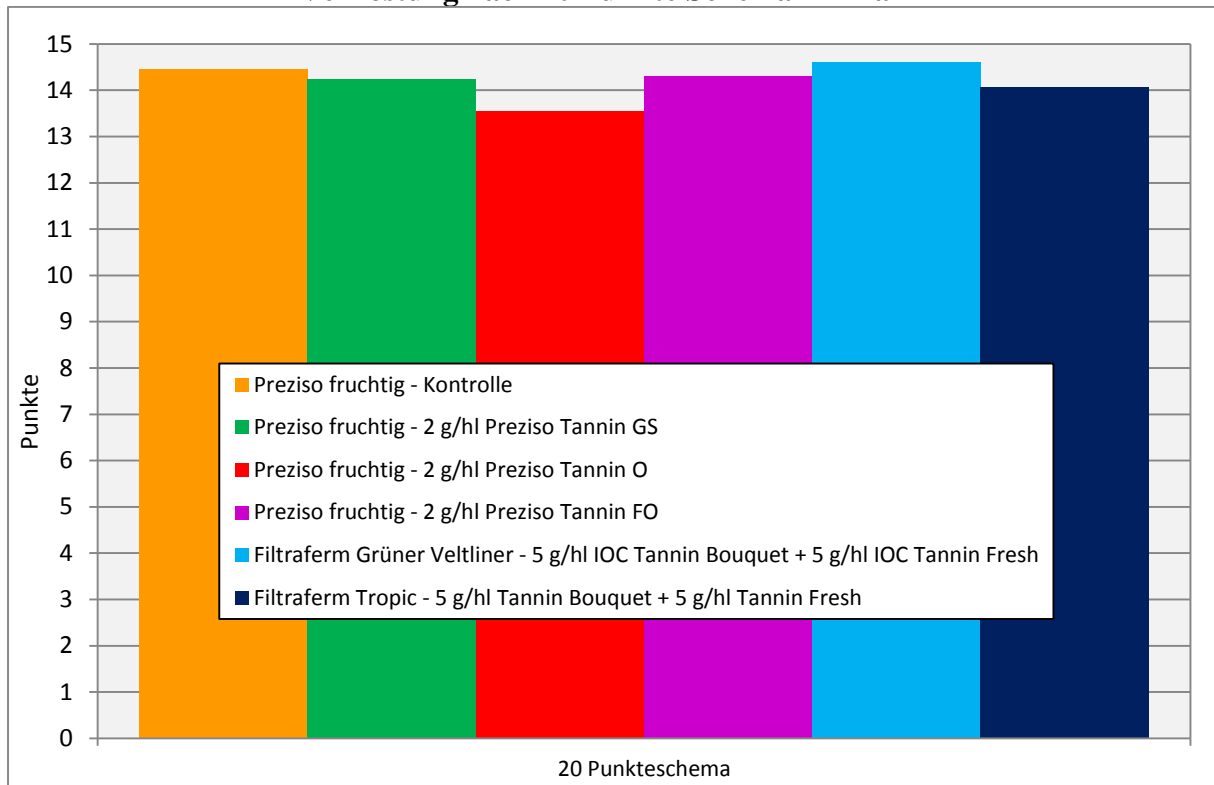 15
14
13
12
11
10
9
8
7
6
5
4
3
2
1
0
Punkte
Preziso fruchtig - Kontrolle
Preziso fruchtig - 2 g/hl Preziso Tannin GS
Preziso fruchtig - 2 g/hl Preziso Tannin O
Preziso fruchtig - 2 g/hl Preziso Tannin FO
Filtraferm Grüner Veltliner - 5 g/hl IOC Tannin Bouquet + 5 g/hl IOC Tannin Fresh
Filtraferm Tropic - 5 g/hl Tannin Bouquet + 5 g/hl Tannin Fresh
20 Punkteschema